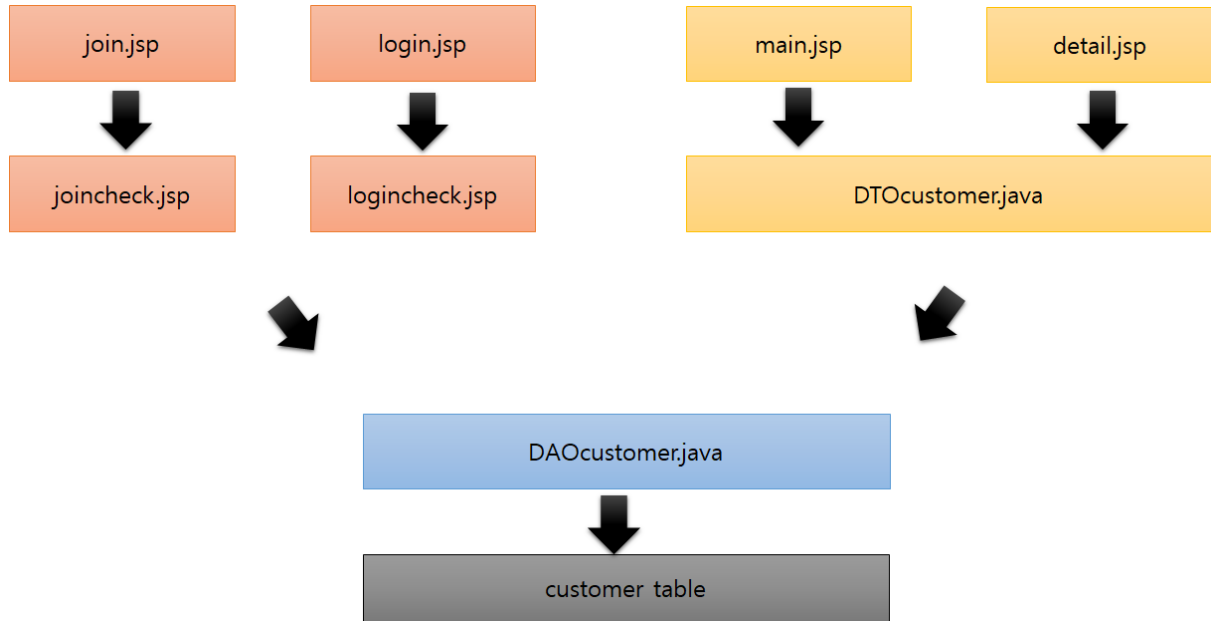 join.jsp
login.jsp
main.jsp
detail.jsp
joincheck.jsp
logincheck.jsp
DTOcustomer.java
DAOcustomer.java
customer table